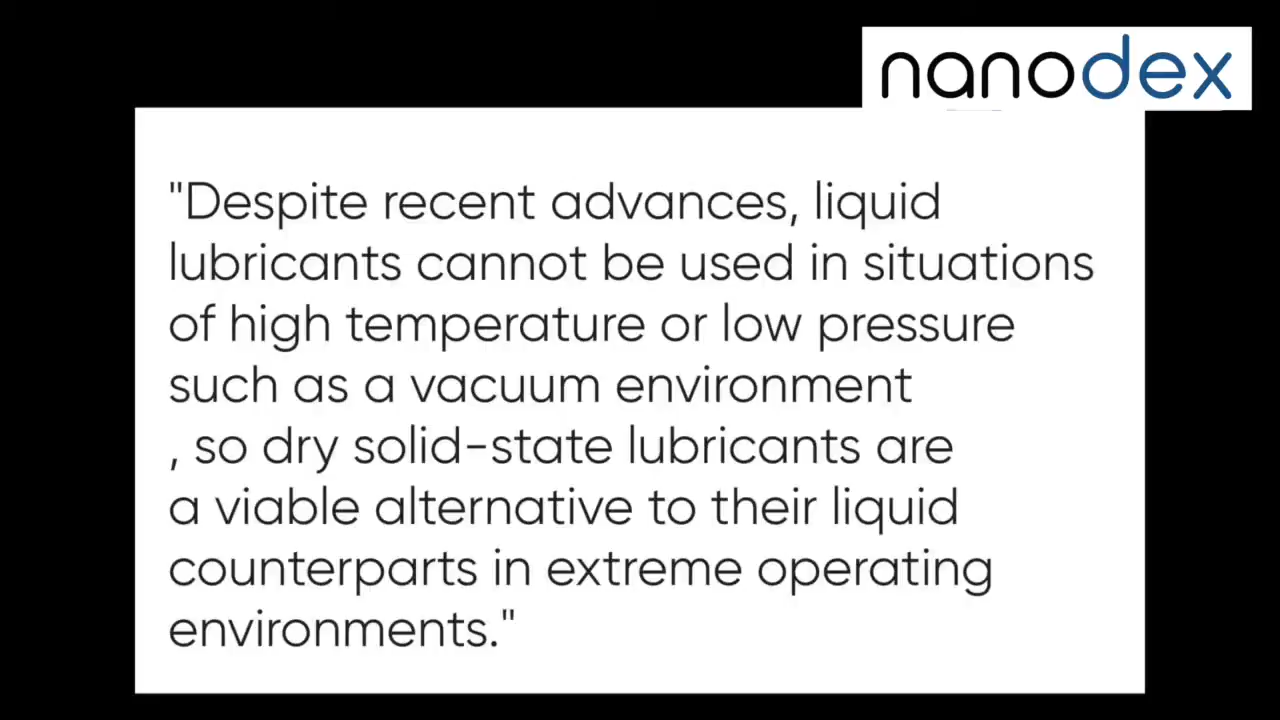 nanodex
"Despite recent advances, liquid
lubricants cannot be used in situations
of high temperature or low pressure
such as a vacuum environment
, so dry solid-state lubricants are
a viable alternative to their liquid
counterparts in extreme operating
environments."